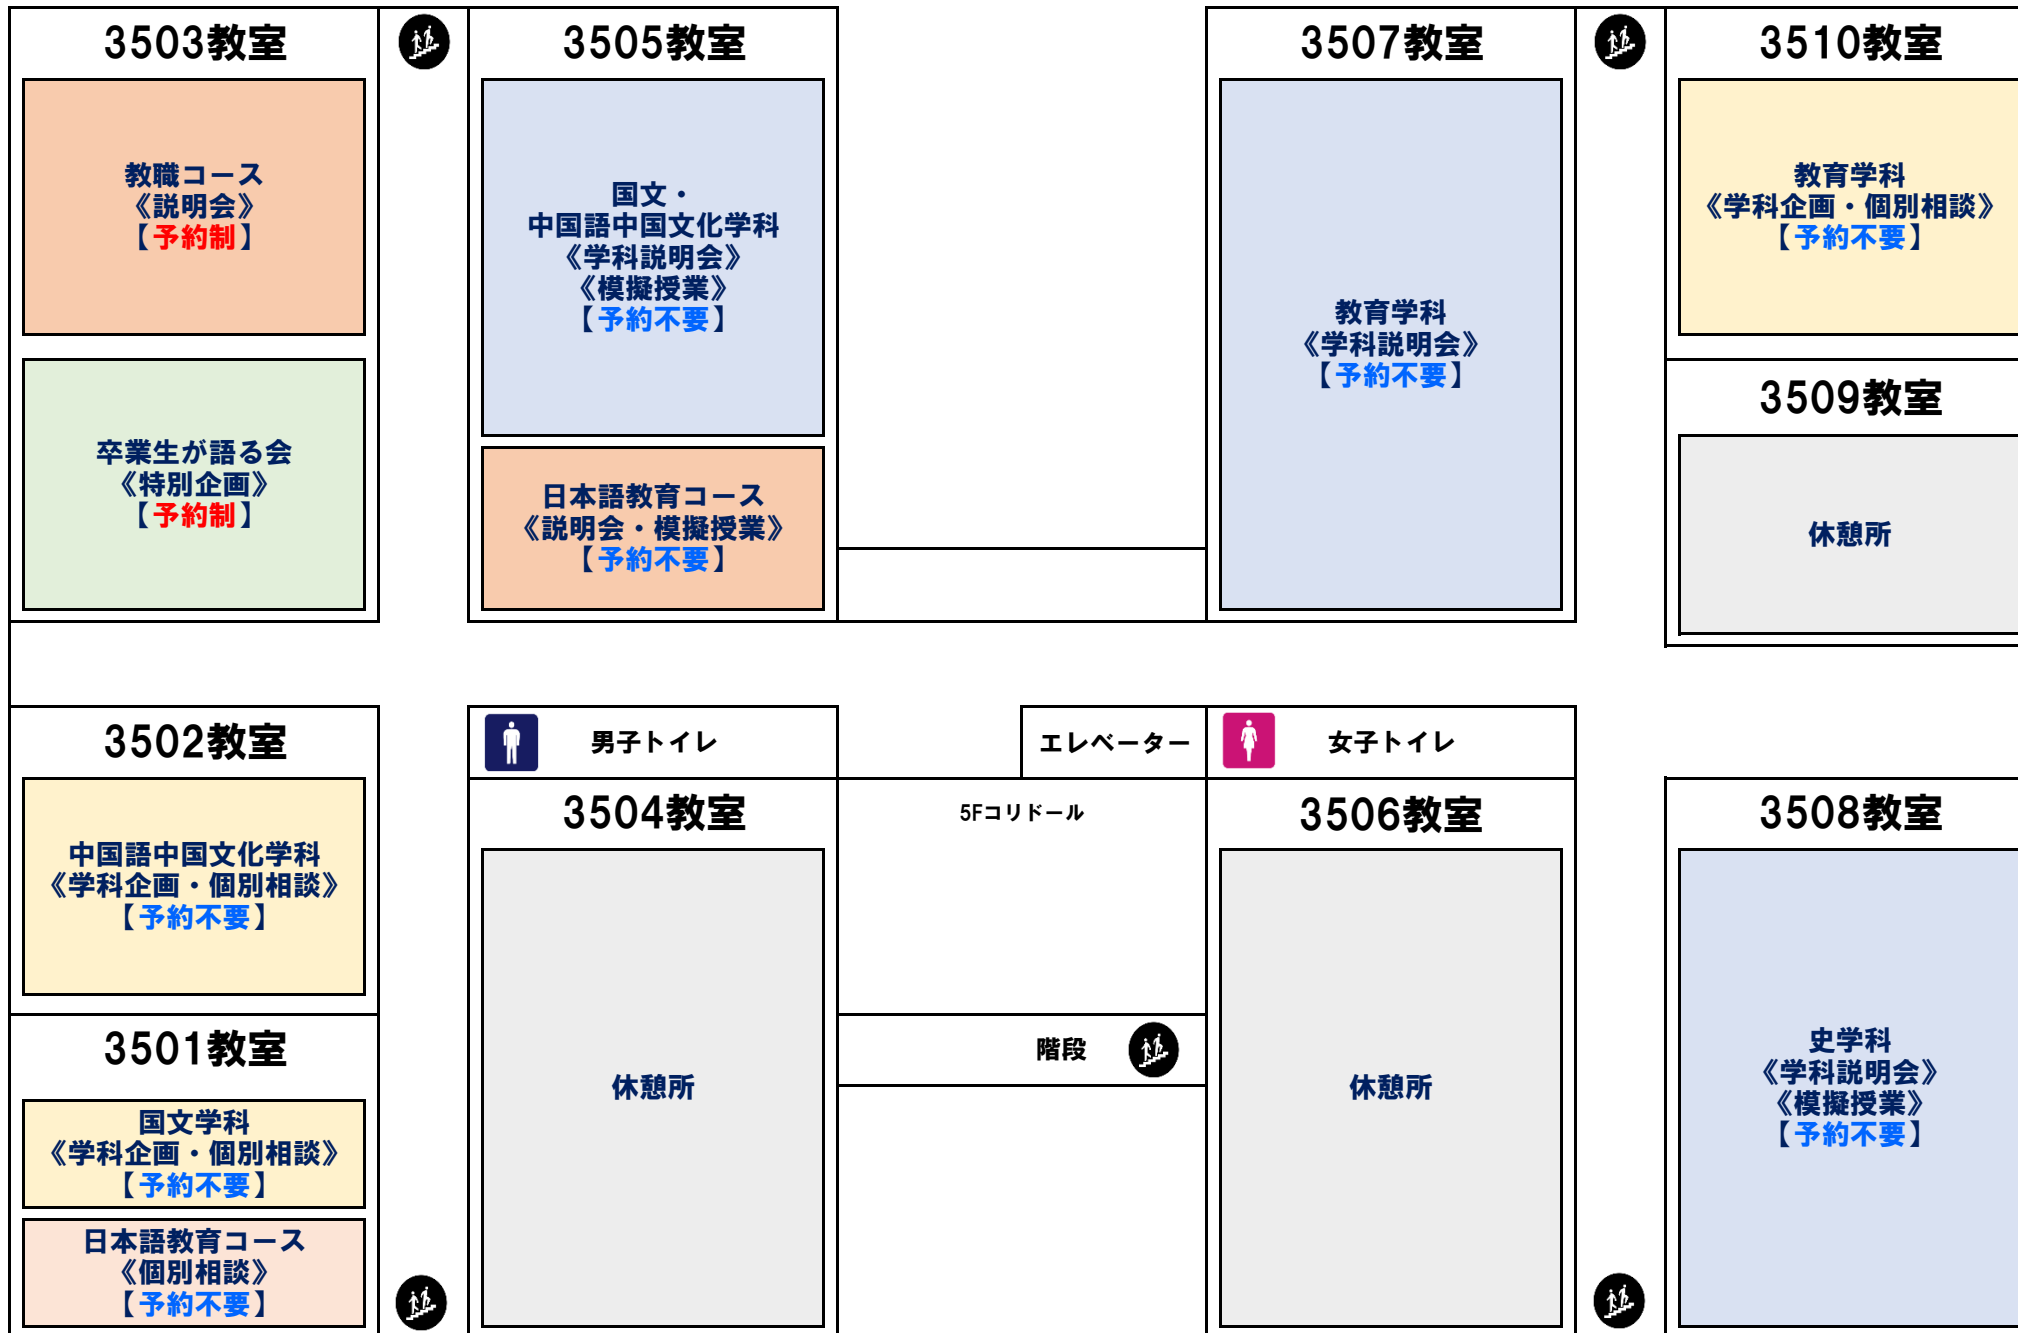 3503教室
教職コース
《説明会》
【予約制】
卒業生が語る会
《特別企画》
【予約制】
3505教室
国文・
中国語中国文化学科
《学科説明会》
《模擬授業》
【予約不要】
日本語教育コース
《説明会・模擬授業》
【予約不要】
3507教室
教育学科
《学科説明会》
【予約不要】
3510教室
教育学科
《学科企画・個別相談》
【予約不要】
3509教室
休憩所
3502教室
中国語中国文化学科
《学科企画・個別相談》
【予約不要】
3501教室
国文学科
《学科企画・個別相談》
【予約不要】
日本語教育コース
《個別相談》
【予約不要】
男子トイレ
3504教室
休憩所
エレベーター
5Fコリドール
階段
女子トイレ
3506教室
休憩所
3508教室
史学科
《学科説明会》
《模擬授業》
【予約不要】